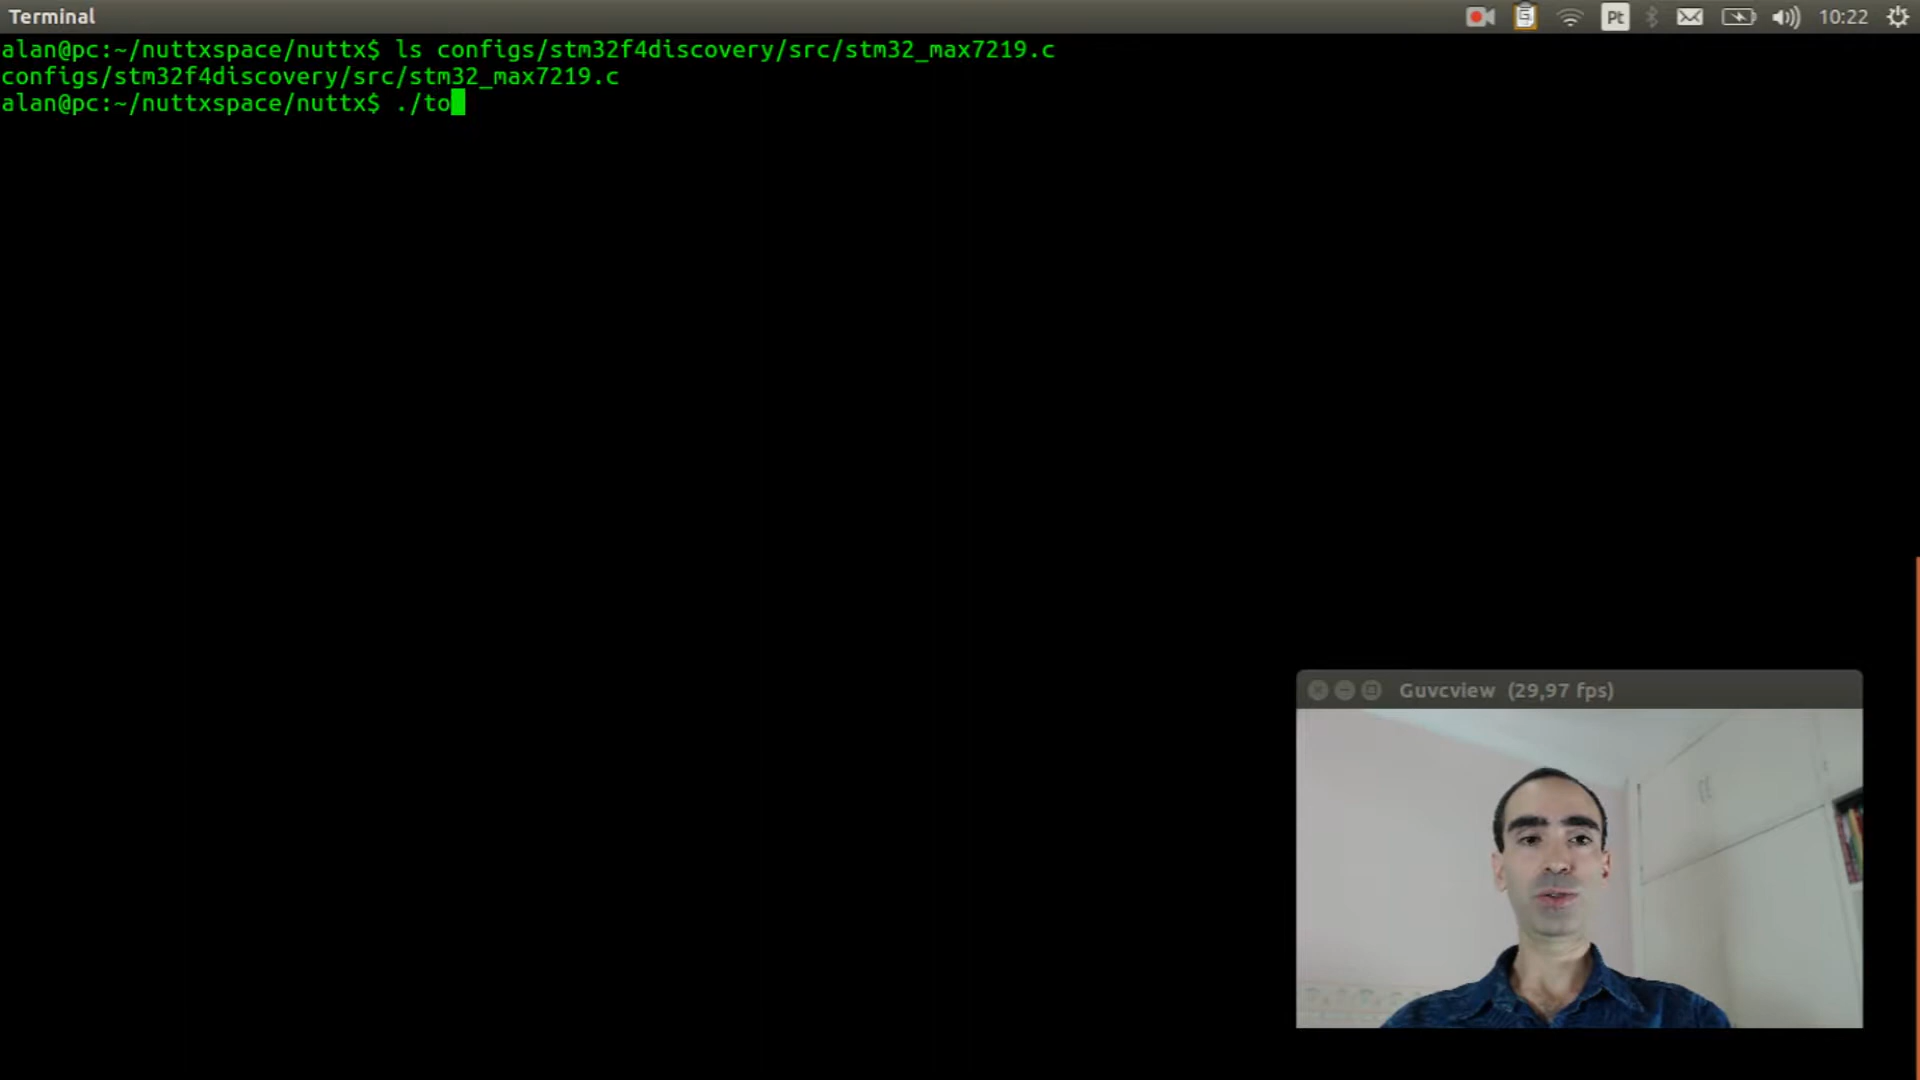 Terminal
Pt
10:22
alan@pc:~/nuttxspace/nuttx$ ls configs/stm32f4discovery/src/stm32_max7219.c
configs/stm32f4discovery/src/stm32_max7219.c
alan@pc:~/nuttxspace/nuttx$ ./to
Guvcview (29,97 fps)